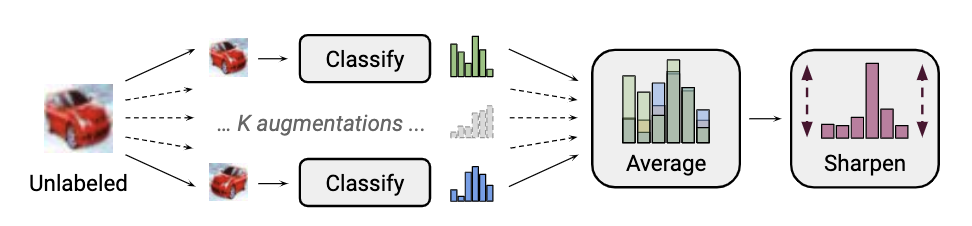 Classify
... K augmentations ...
Unlabeled
Classify
Average
Sharpen